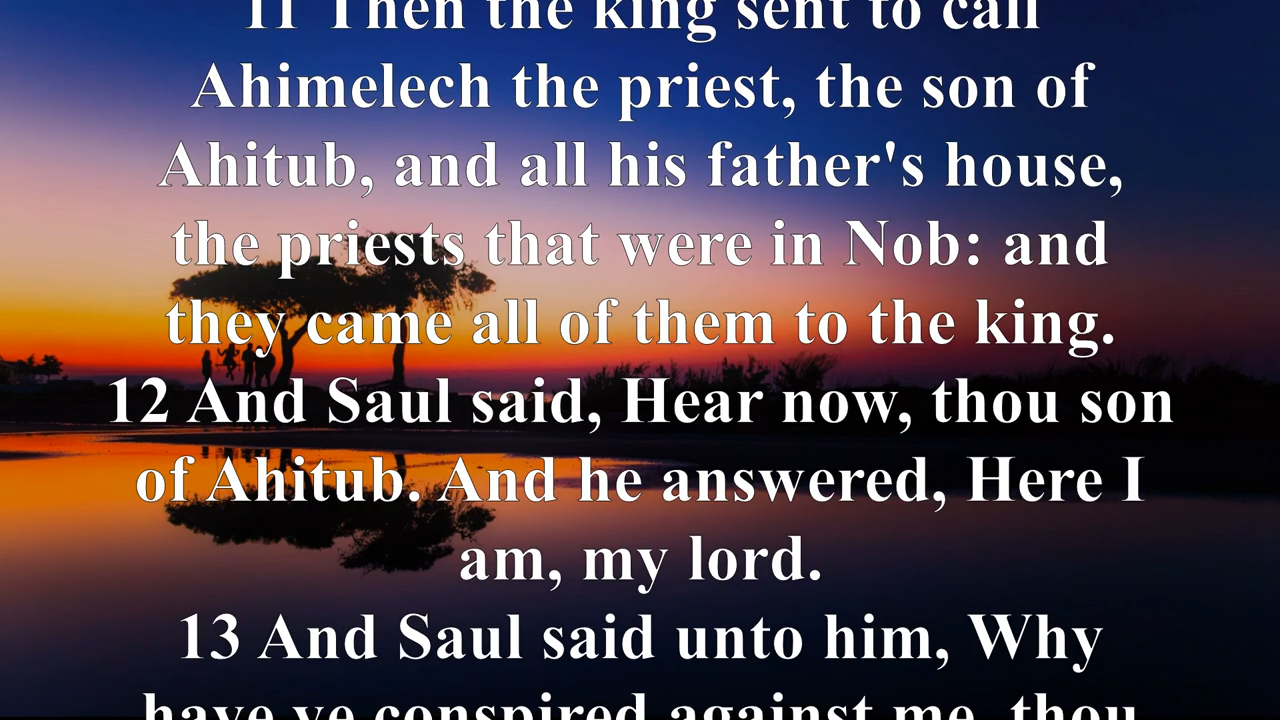 11 Then the king sent to call
Ahimelech the priest, the son of
Ahitub, and all his father's house,
the priests that were in Nob: and
they came all of them to the king.
12 And Saul said, Hear now, thou son
of Ahitub. And he answered, Here I
am, my lord.
13 And Saul said unto him, Why
have ye conspired against me, thou